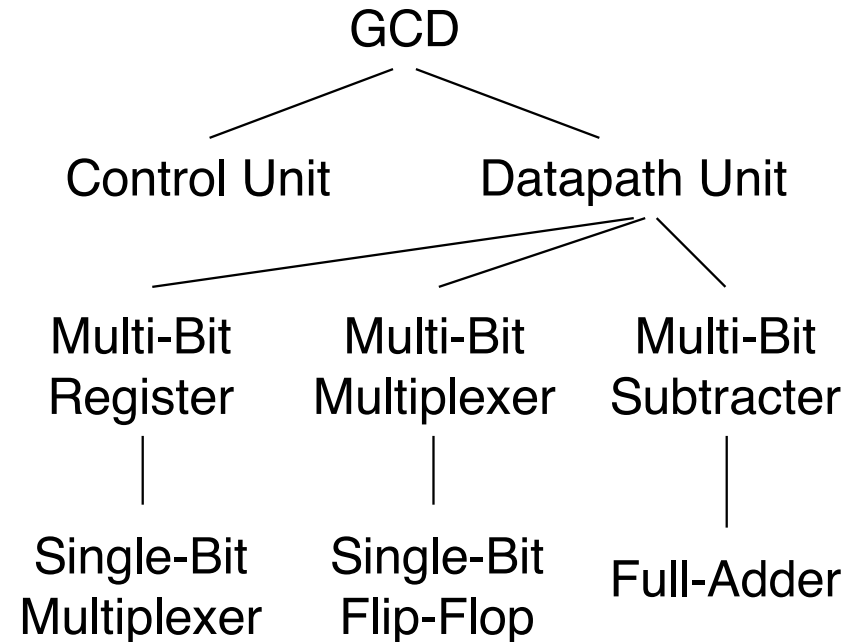 GCD
Control Unit
Datapath Unit
Multi-Bit
Register
Multi-Bit
Multiplexer
Multi-Bit
Subtracter
Single-Bit
Multiplexer
Single-Bit
Flip-Flop
Full-Adder